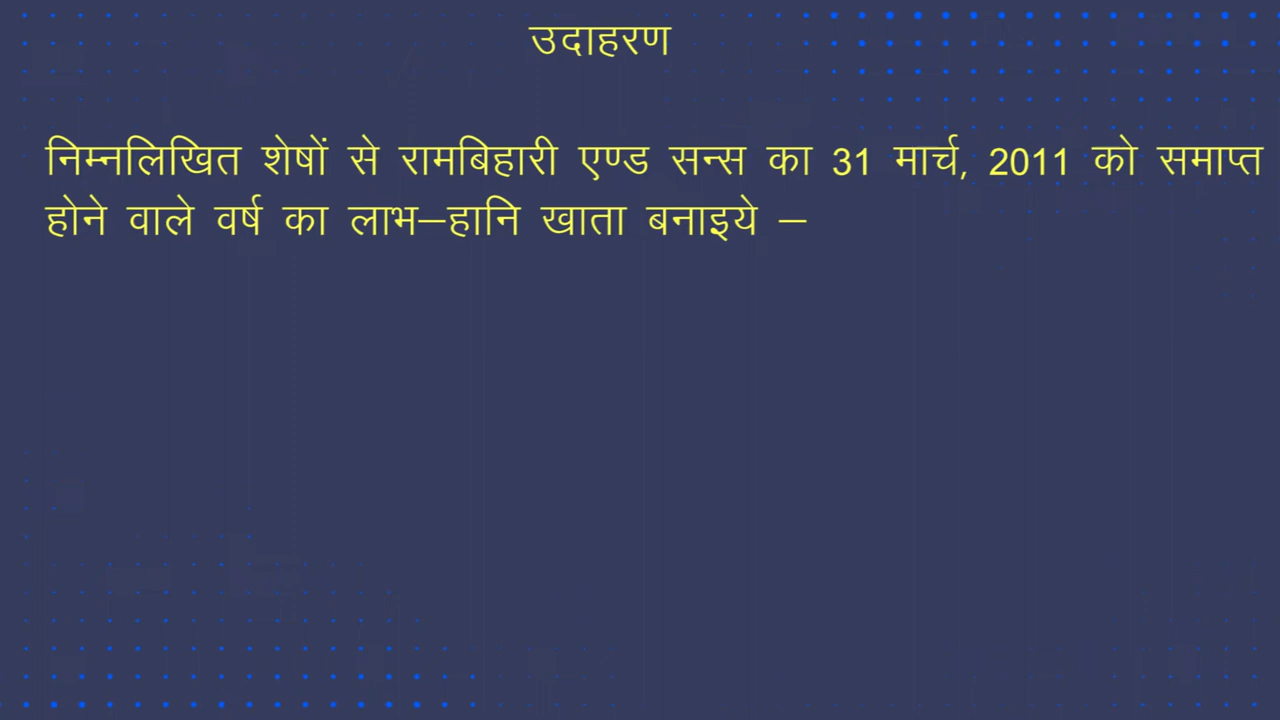 उदाहरण
निम्नलिखित शेषों से रामबिहारी एण्ड सन्स का 31 मार्च, 2011 को समाप्त
होने वाले वर्ष का लाभ–हानि खाता बनाइये –